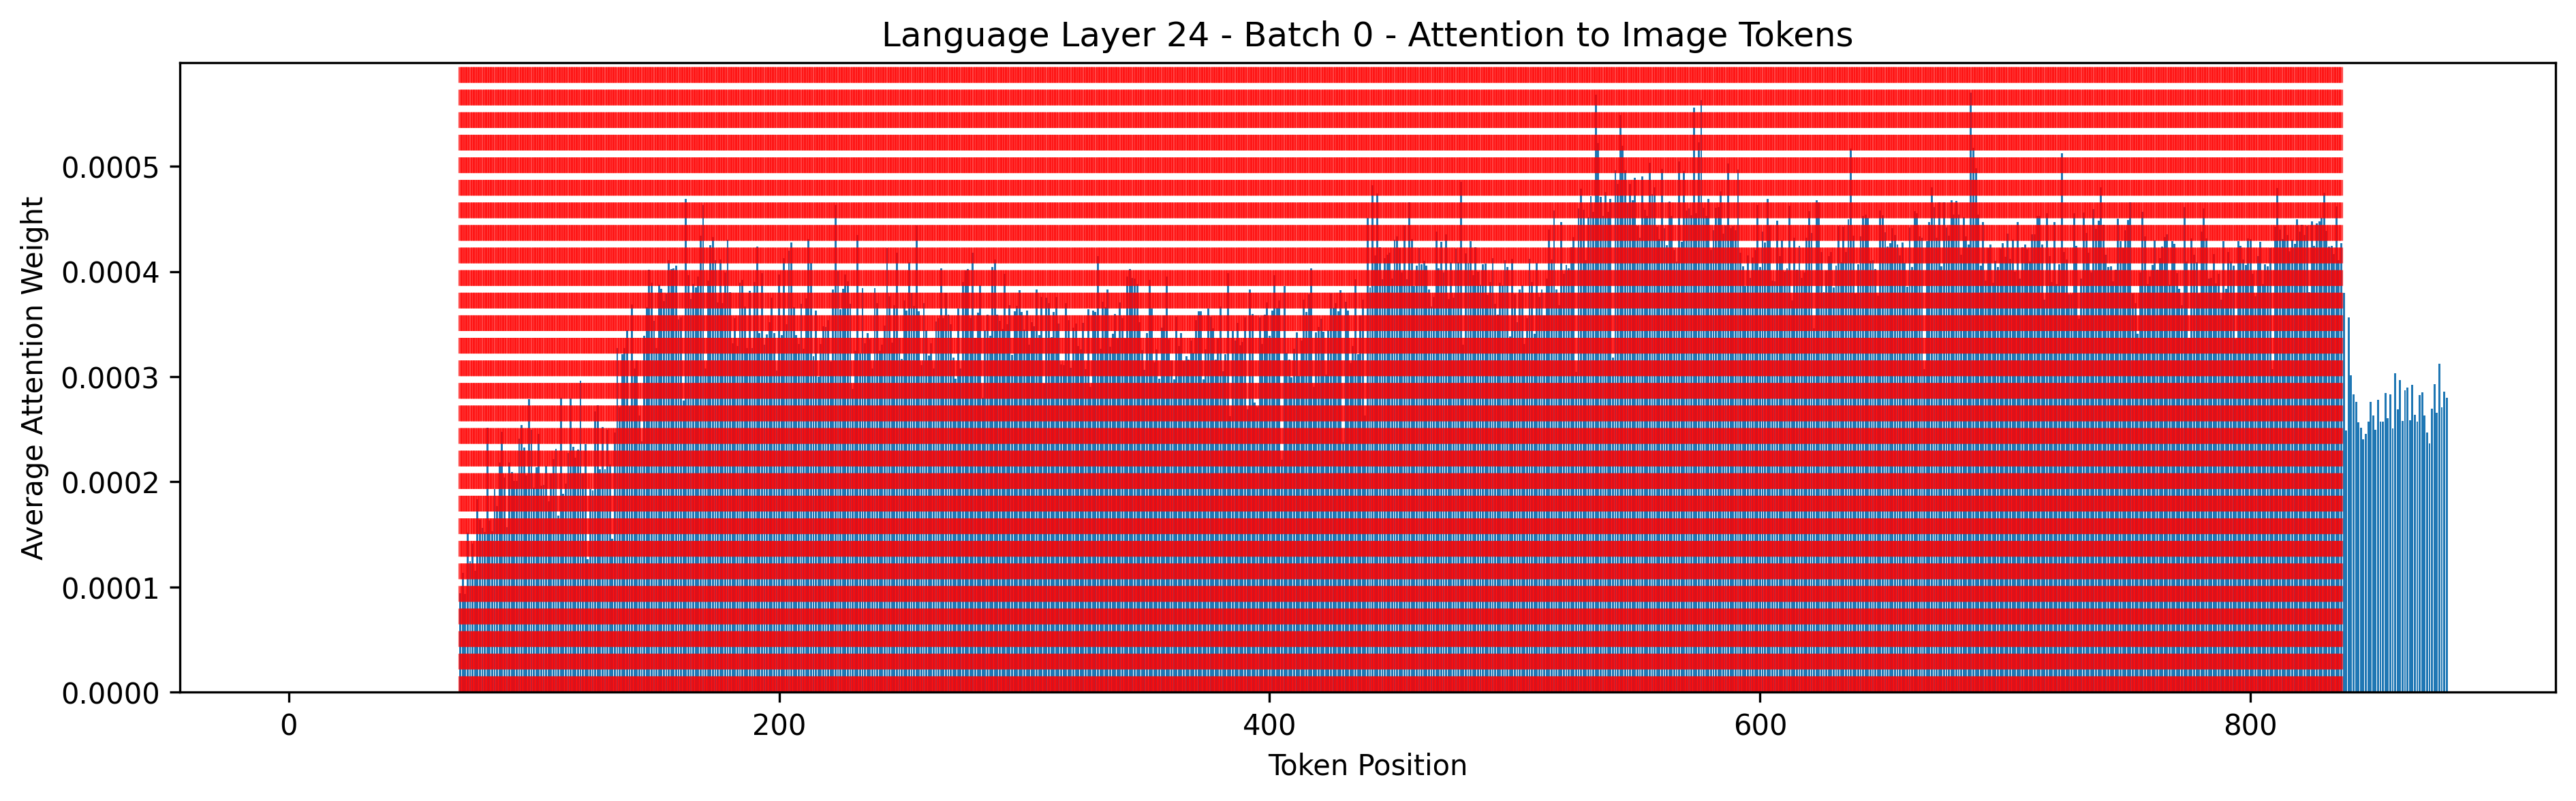 Language Layer 24 - Batch 0 - Attention to Image Tokens
Average Attention Weight
0.0005
0.0004
0.0003
0.0002
0.0001
0.0000
0 200 400 600 800
Token Position